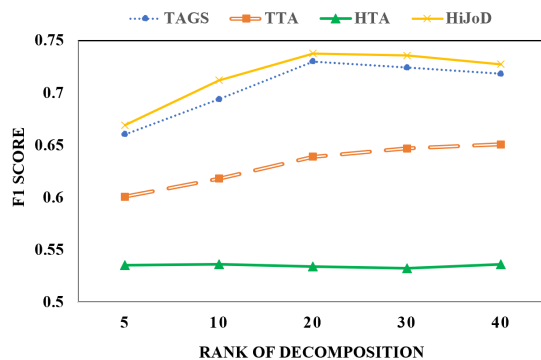 TAGS TTA HTA HiJoD
0.75
0.7
0.65
0.6
0.55
0.5
F1 SCORE
5 10 20 30 40
RANK OF DECOMPOSITION